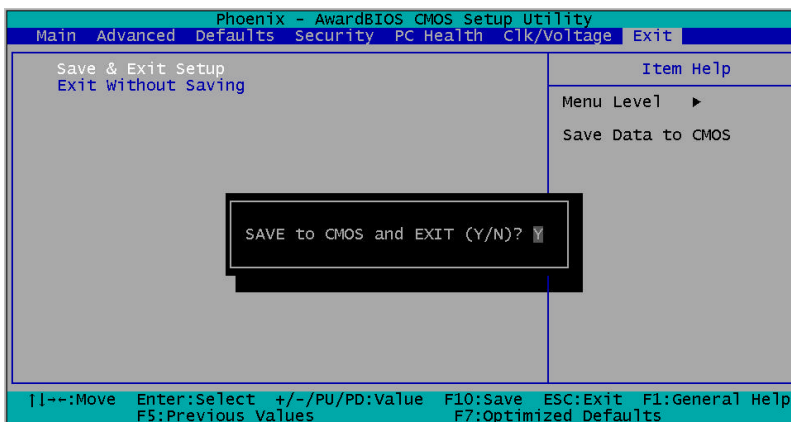 Phoenix - AwardBIOS CMOS Setup Utility
Main Advanced Defaults Security PC Health Clk/Voltage Exit
Save & Exit Setup
Exit Without Saving
Item Help
Menu Level ▶
Save Data to CMOS
SAVE to CMOS and EXIT (Y/N)? Y
↑↓→←:Move Enter:Select +/-/PU/PD:Value F10:Save ESC:Exit F1:General Help
F5:Previous Values F7:Optimized Defaults